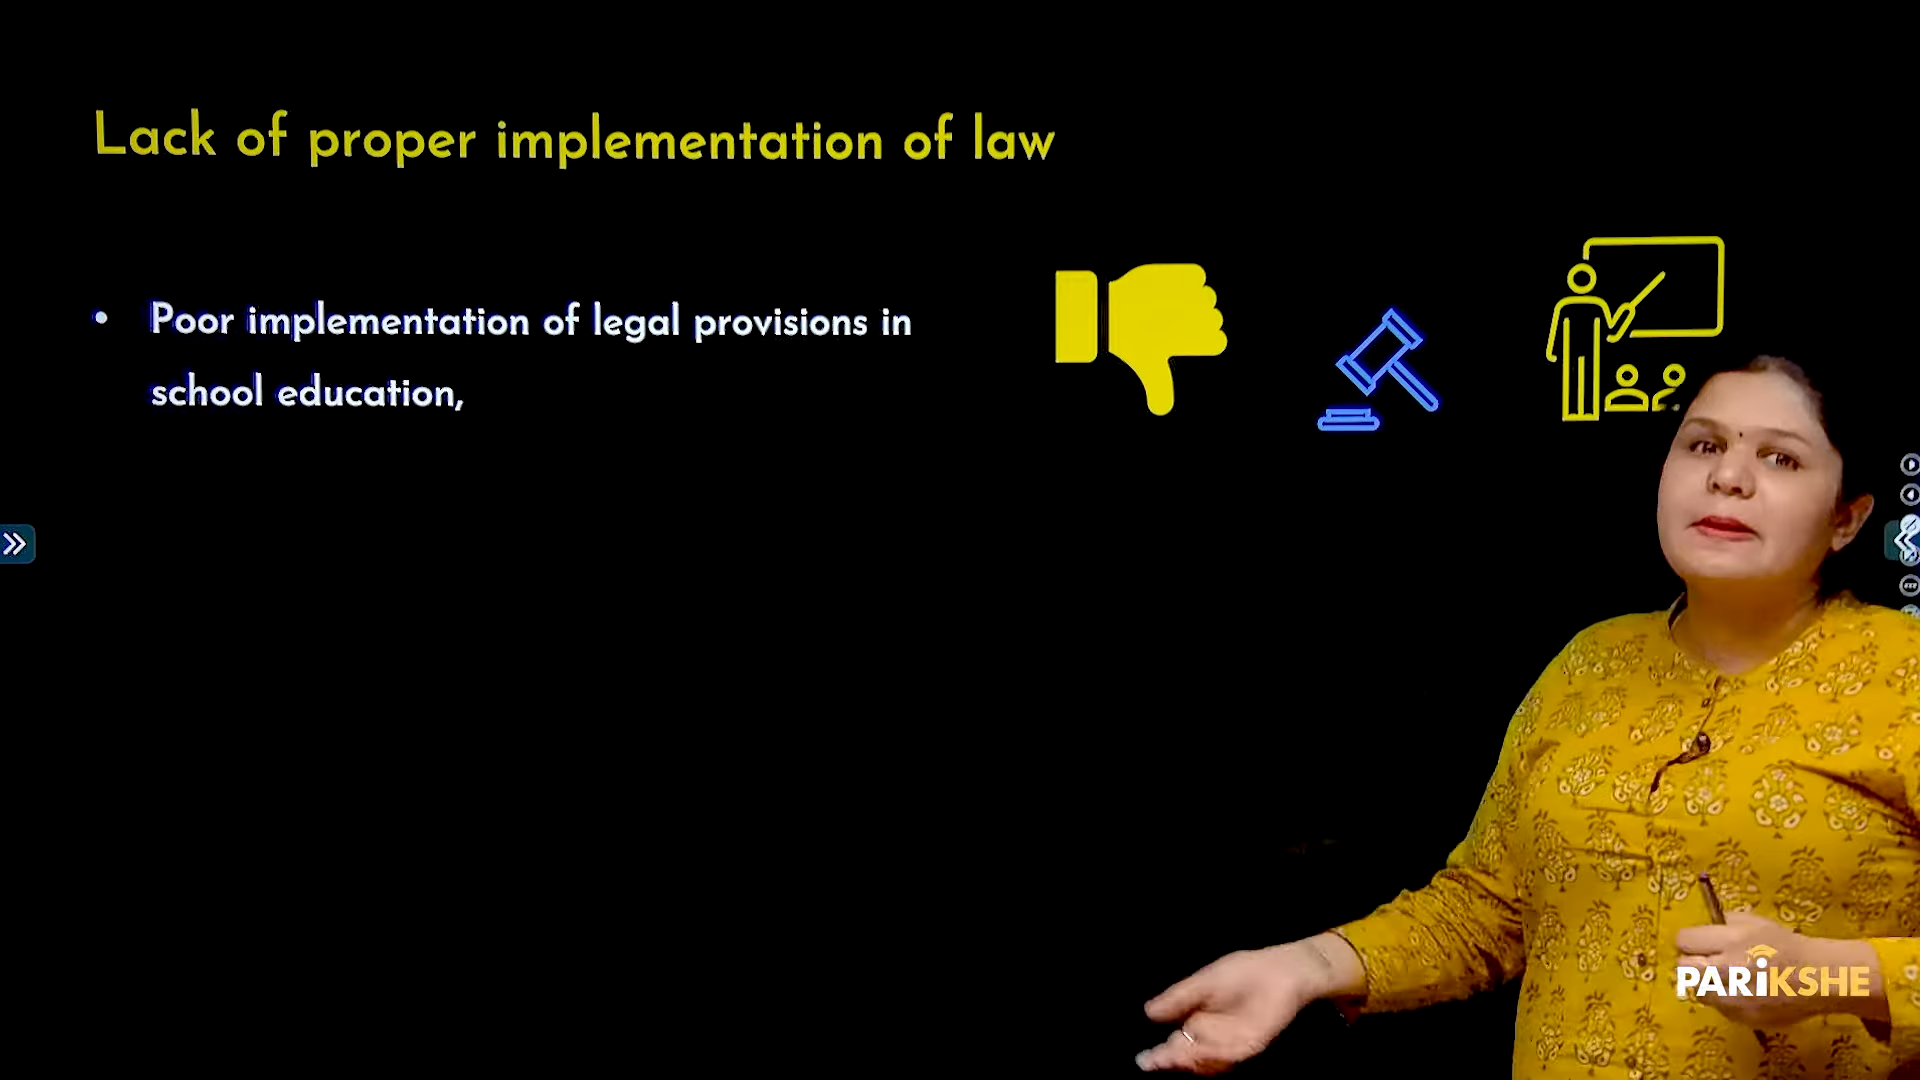 Lack of proper implementation of law
• Poor implementation of legal provisions in
school education,
PARiKSHE